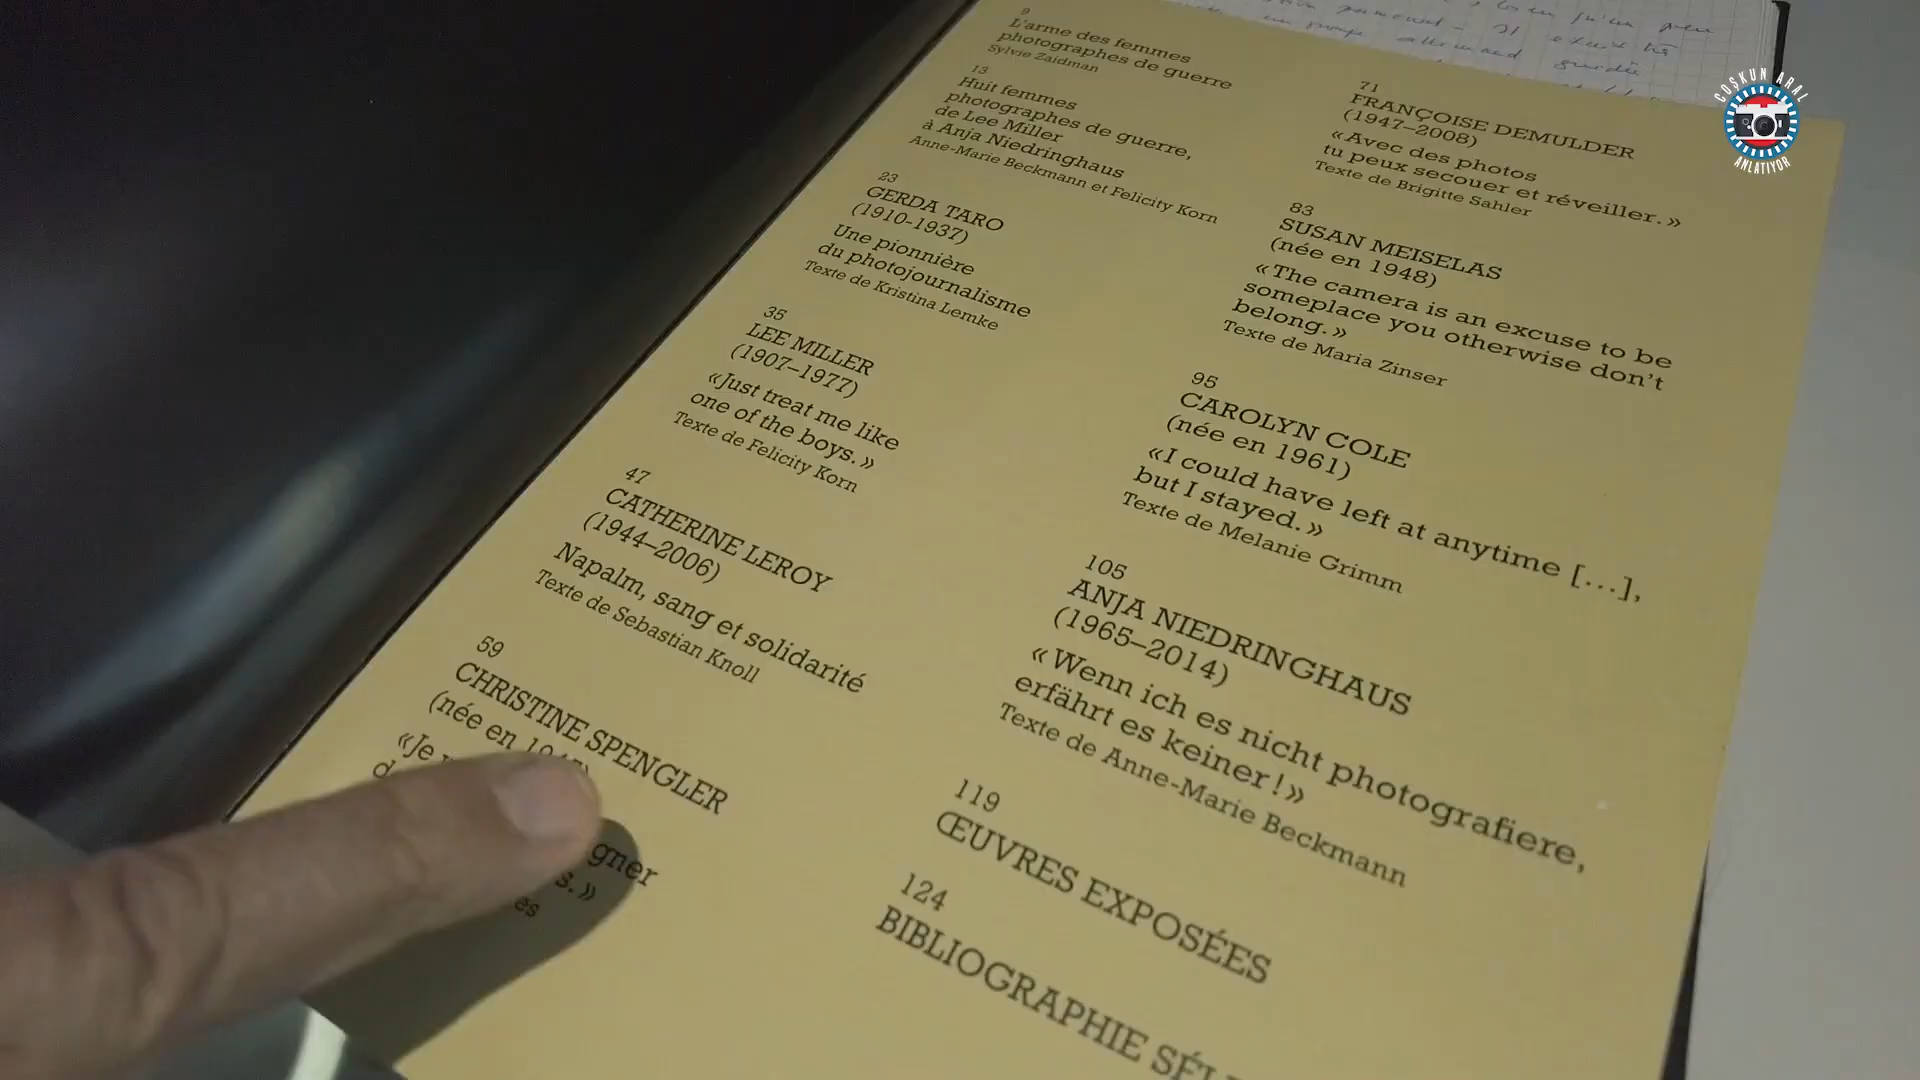 9
L'arme des femmes
photographes de guerre
Sylvie Zaidman
13
Huit femmes
photographes de guerre,
de Lee Miller
à Anja Niedringhaus
Anne-Marie Beckmann et Felicity Korn
23
GERDA TARO
(1910-1937)
Une pionnière
du photojournalisme
Texte de Kristina Lemke
35
LEE MILLER
(1907–1977)
«Just treat me like
one of the boys.»
Texte de Felicity Korn
47
CATHERINE LEROY
(1944–2006)
Napalm, sang et solidarité
Texte de Sebastian Knoll
59
CHRISTINE SPENGLER
(née en
«Je
71
FRANÇOISE DEMULDER
(1947–2008)
«Avec des photos
tu peux secouer et réveiller.»
Texte de Brigitte Sahler
83
SUSAN MEISELAS
(née en 1948)
«The camera is an excuse to be
someplace you otherwise don't
belong.»
Texte de Maria Zinser
95
CAROLYN COLE
(née en 1961)
«I could have left at anytime [...],
but I stayed.»
Texte de Melanie Grimm
105
ANJA NIEDRINGHAUS
(1965–2014)
«Wenn ich es nicht photografiere,
erfährt es keiner!»
Texte de Anne-Marie Beckmann
119
ŒUVRES EXPOSÉES
124
BIBLIOGRAPHIE
COŞKUN ARAL
ANLATIYOR